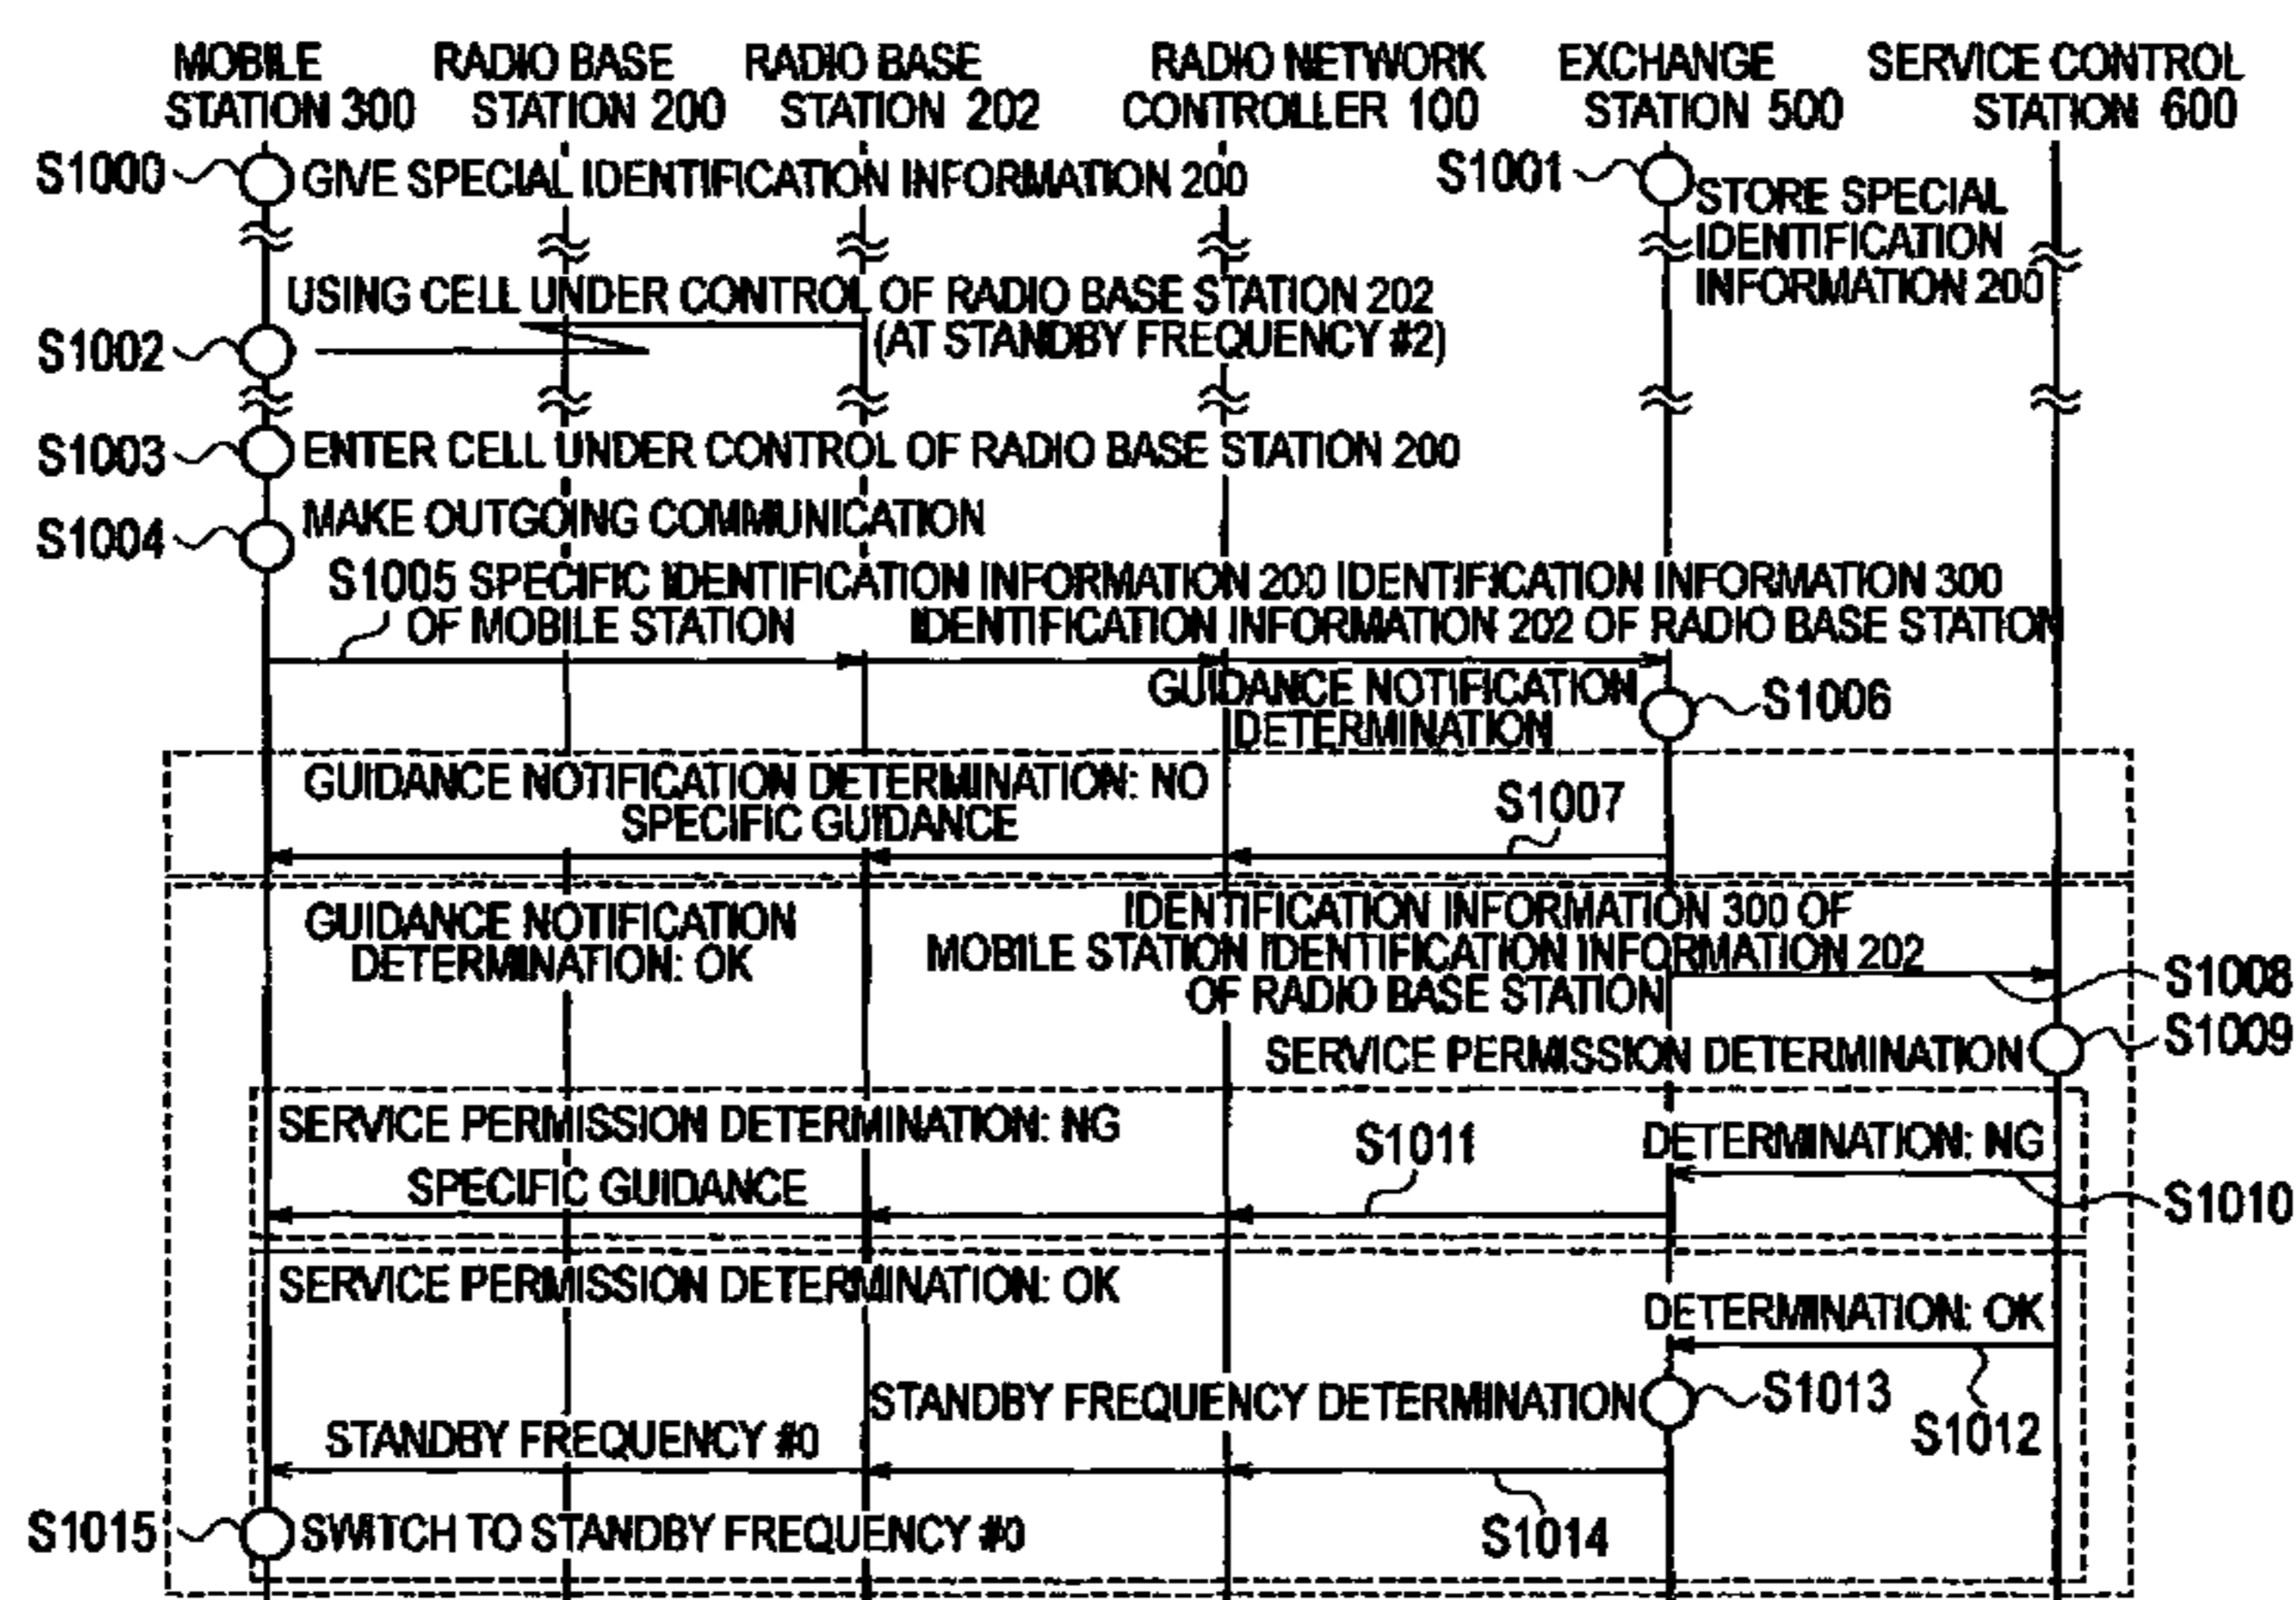 MOBILE STATION 300
RADIO BASE STATION 200
RADIO BASE STATION 202
RADIO NETWORK CONTROLLER 100
EXCHANGE STATION 500
SERVICE CONTROL STATION 600
S1000
GIVE SPECIAL IDENTIFICATION INFORMATION 200
S1001
STORE SPECIAL
IDENTIFICATION
INFORMATION 200
USING CELL UNDER CONTROL OF RADIO BASE STATION 202
(AT STANDBY FREQUENCY #2)
S1002
S1003
ENTER CELL UNDER CONTROL OF RADIO BASE STATION 200
S1004
MAKE OUTGOING COMMUNICATION
S1005 SPECIFIC IDENTIFICATION INFORMATION 200 IDENTIFICATION INFORMATION 300
OF MOBILE STATION IDENTIFICATION INFORMATION 202 OF RADIO BASE STATION
GUIDANCE NOTIFICATION
DETERMINATION
S1006
GUIDANCE NOTIFICATION DETERMINATION: NO
SPECIFIC GUIDANCE
S1007
GUIDANCE NOTIFICATION
DETERMINATION: OK
IDENTIFICATION INFORMATION 300 OF
MOBILE STATION IDENTIFICATION INFORMATION 202
OF RADIO BASE STATION
S1008
SERVICE PERMISSION DETERMINATION
S1009
SERVICE PERMISSION DETERMINATION: NG
DETERMINATION: NG
S1010
SPECIFIC GUIDANCE
S1011
SERVICE PERMISSION DETERMINATION: OK
DETERMINATION: OK
S1012
STANDBY FREQUENCY DETERMINATION
S1013
STANDBY FREQUENCY #0
S1014
S1015
SWITCH TO STANDBY FREQUENCY #0